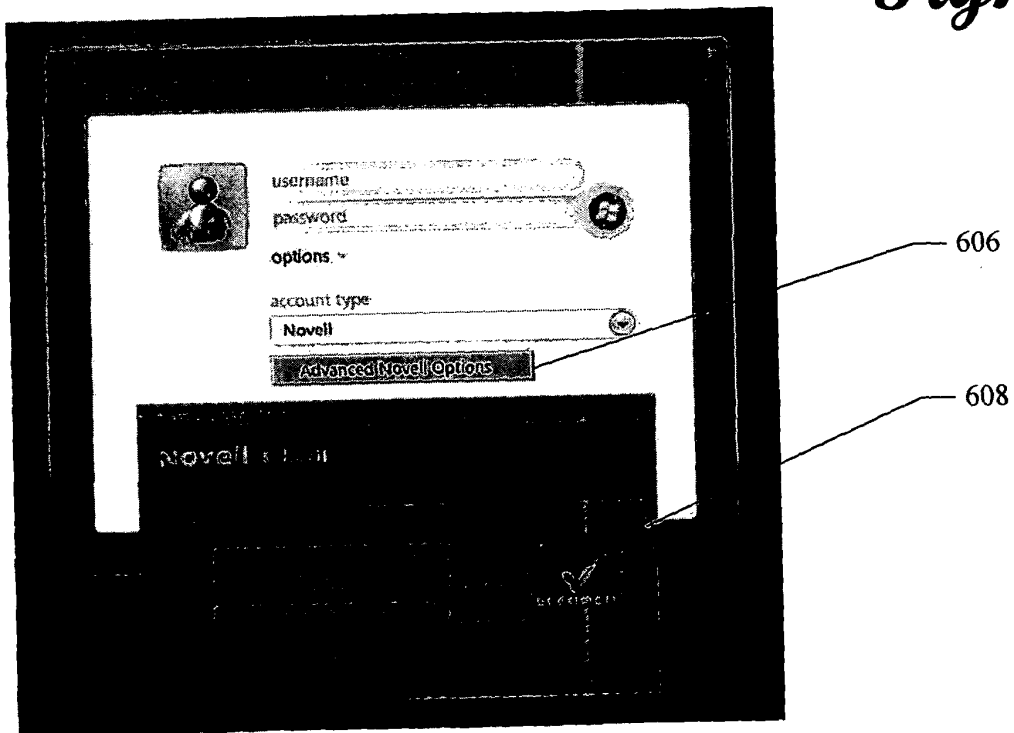 username
password
options
account type
Novell
Advanced Novell Options
606
608
Novell